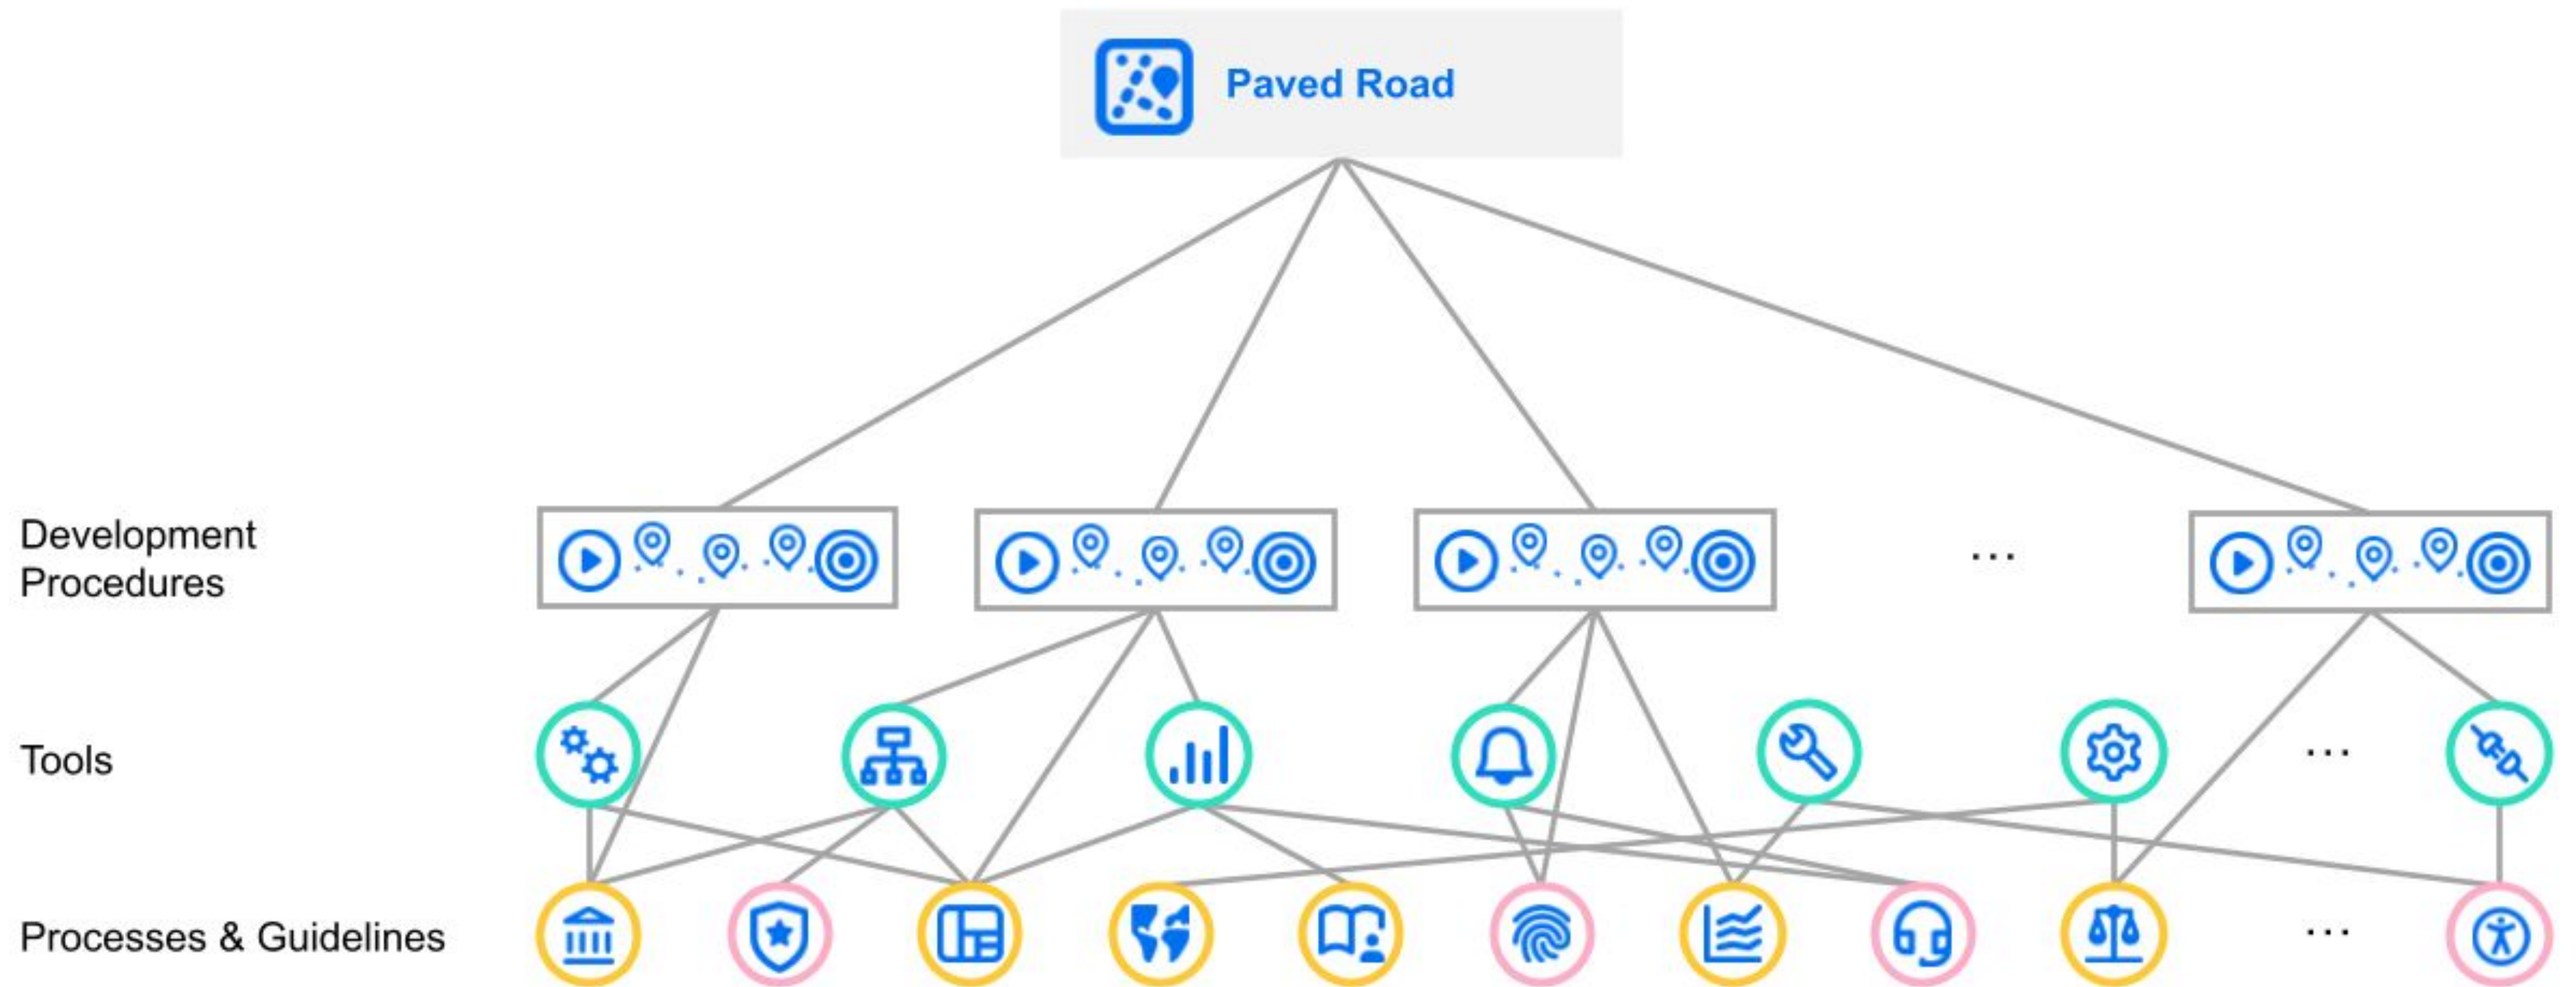 Paved Road
Development
Procedures
...
Tools
...
Processes & Guidelines
...